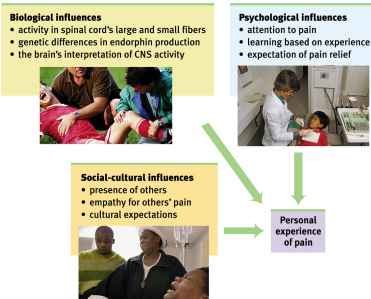 Biological influences
• activity in spinal cord's large and small fibers
• genetic differences in endorphin production
• the brain's interpretation of CNS activity
Psychological influences
• attention to pain
• learning based on experience
• expectation of pain relief
Social-cultural influences
• presence of others
• empathy for others' pain
• cultural expectations
Personal
experience
of pain